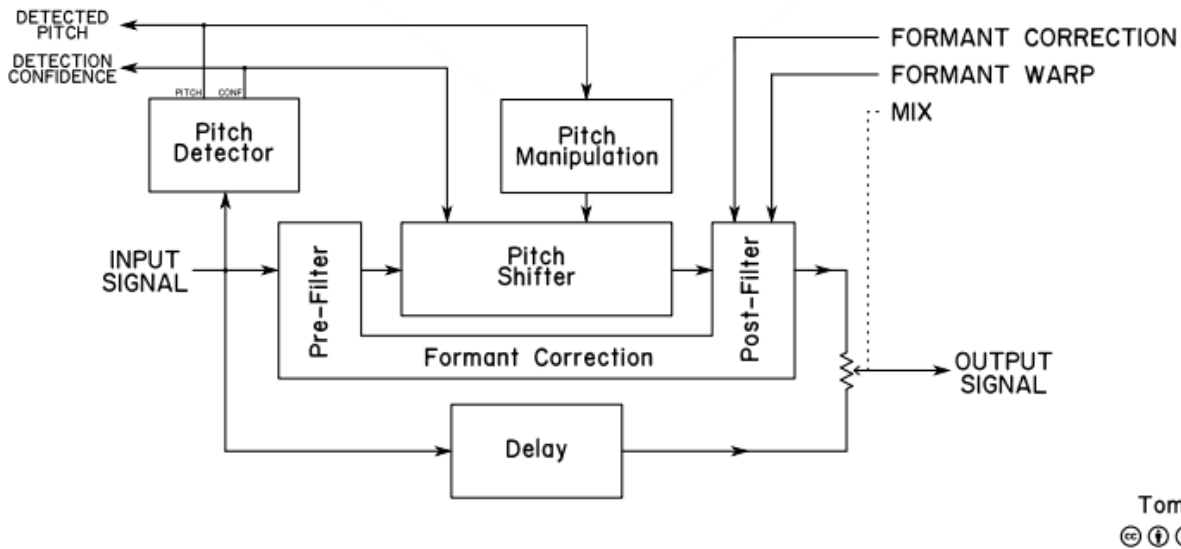 DETECTED
PITCH
DETECTION
CONFIDENCE
PITCH
CONF
Pitch
Detector
Pitch
Manipulation
FORMANT CORRECTION
FORMANT WARP
MIX
INPUT
SIGNAL
Pre-Filter
Pitch
Shifter
Post-Filter
Formant Correction
OUTPUT
SIGNAL
Delay
Tom